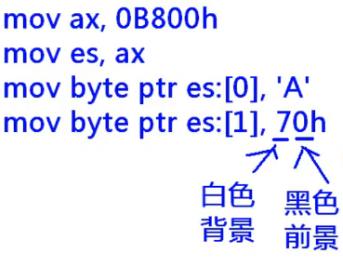 mov ax, 0B800h
mov es, ax
mov byte ptr es:[0], 'A'
mov byte ptr es:[1], 70h
白色
背景
黑色
前景